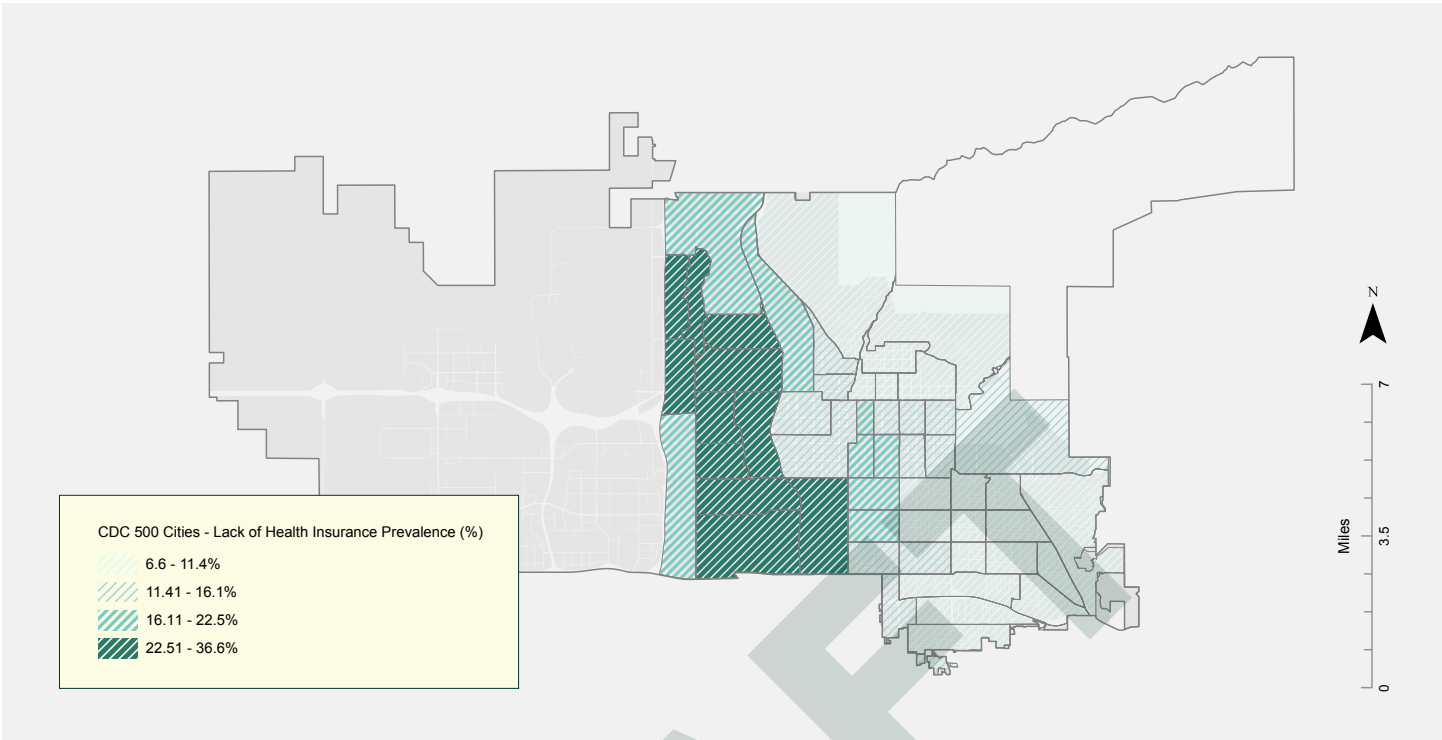 CDC 500 Cities - Lack of Health Insurance Prevalence (%)
6.6 - 11.4%
11.41 - 16.1%
16.11 - 22.5%
22.51 - 36.6%
N
7
3.5
0
Miles